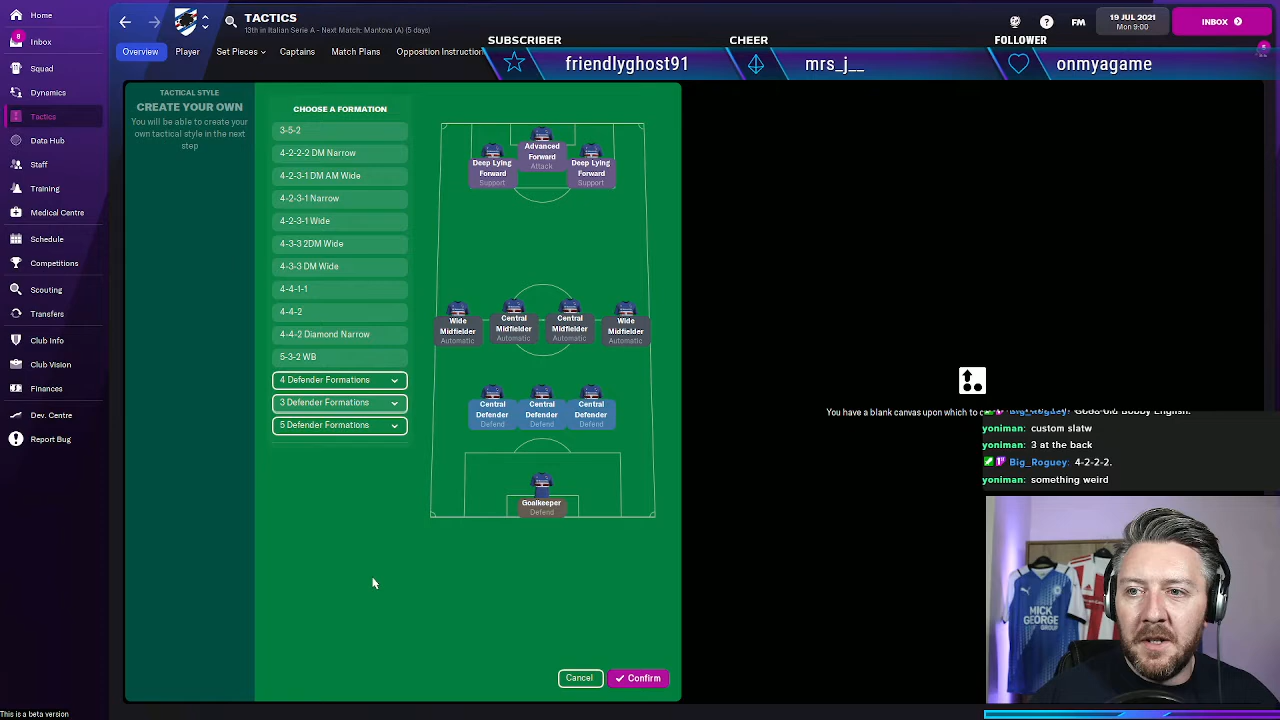 8
Home
Inbox
Squad
Dynamics
Tactics
Data Hub
Staff
Training
Medical Centre
Schedule
Competitions
Scouting
Transfers
Club Info
Club Vision
Finances
Dev. Centre
Report Bug
This is a beta version
TACTICS
13th in Italian Serie A - Next Match: Mantova (A) (5 days)
FM
19 JUL 2021
Mon 9:00
INBOX
Overview
Player
Set Pieces
Captains
Match Plans
Opposition Instruction
SUBSCRIBER
friendlyghost91
CHEER
mrs_j__
FOLLOWER
onmyagame
TACTICAL STYLE
CREATE YOUR OWN
You will be able to create your
own tactical style in the next
step
CHOOSE A FORMATION
3-5-2
4-2-2-2 DM Narrow
4-2-3-1 DM AM Wide
4-2-3-1 Narrow
4-2-3-1 Wide
4-3-3 2DM Wide
4-3-3 DM Wide
4-4-1-1
4-4-2
4-4-2 Diamond Narrow
5-3-2 WB
4 Defender Formations
3 Defender Formations
5 Defender Formations
Deep Lying
Forward
Support
Advanced
Forward
Attack
Deep Lying
Forward
Support
Wide
Midfielder
Automatic
Central
Midfielder
Automatic
Central
Midfielder
Automatic
Wide
Midfielder
Automatic
Central
Defender
Defend
Central
Defender
Defend
Central
Defender
Defend
Goalkeeper
Defend
Cancel
Confirm
You have a blank canvas upon which to
Big_Roguey: Good old Bobby English.
yoniman: custom slatw
yoniman: 3 at the back
Big_Roguey: 4-2-2-2.
yoniman: something weird
MICK
GEORGE
GROUP